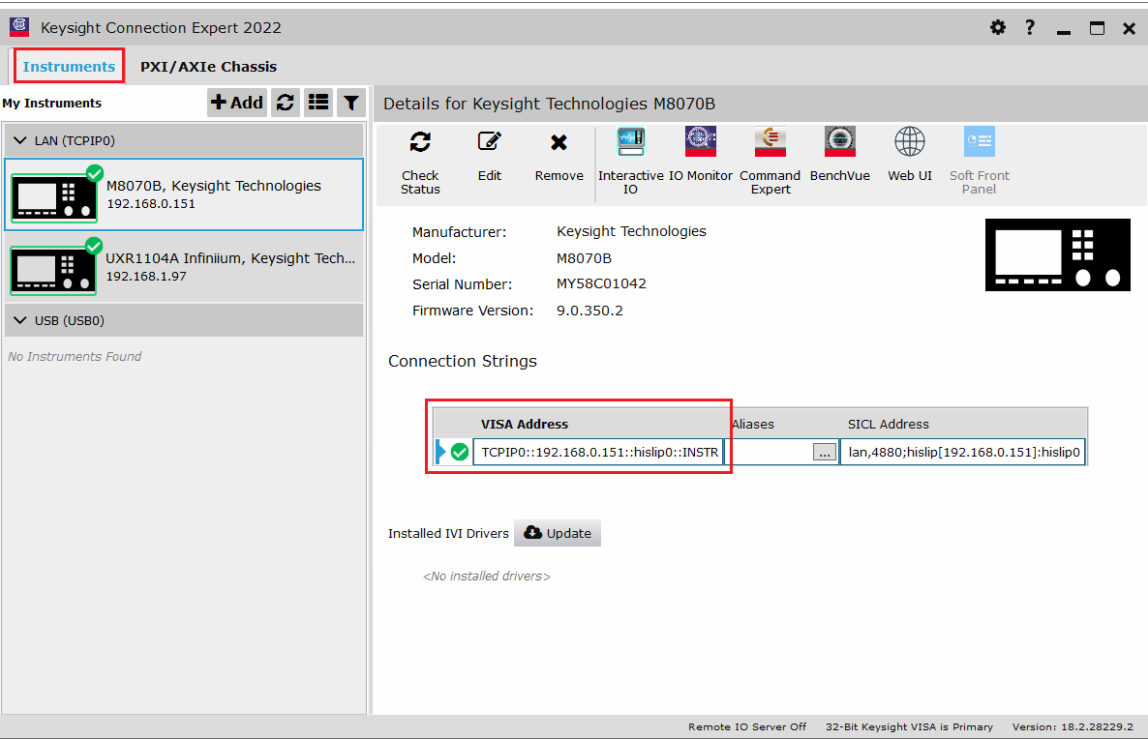 Keysight Connection Expert 2022
?
Instruments PXI/AXIe Chassis
My Instruments
Add
LAN (TCPIP0)
M8070B, Keysight Technologies
192.168.0.151
UXR1104A Infiniium, Keysight Tech...
192.168.1.97
USB (USB0)
No Instruments Found
Details for Keysight Technologies M8070B
Check
Status
Edit
Remove
Interactive
IO
IO Monitor
Command
Expert
BenchVue
Web UI
Soft Front
Panel
Manufacturer: Keysight Technologies
Model: M8070B
Serial Number: MY58C01042
Firmware Version: 9.0.350.2
Connection Strings
VISA Address Aliases SICL Address
TCPIP0::192.168.0.151::hislip0::INSTR ... lan,4880;hislip[192.168.0.151]:hislip0
Installed IVI Drivers Update
<No installed drivers>
Remote IO Server Off 32-Bit Keysight VISA is Primary Version: 18.2.28229.2